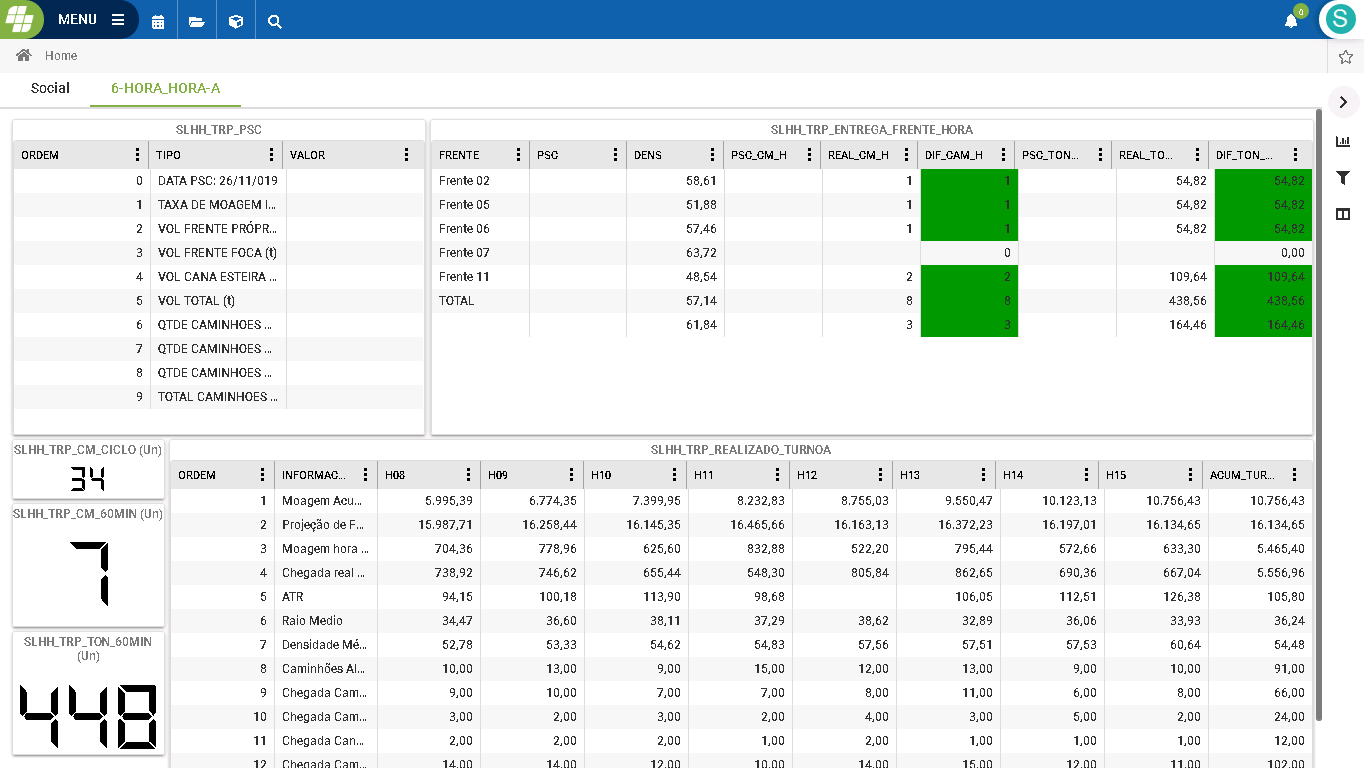 MENU
0
S
Home
Social 6-HORA_HORA-A
SLHH_TRP_PSC
ORDEM TIPO VALOR
0 DATA PSC: 26/11/019
1 TAXA DE MOAGEM I...
2 VOL FRENTE PRÓPR...
3 VOL FRENTE FOCA (t)
4 VOL CANA ESTEIRA ...
5 VOL TOTAL (t)
6 QTDE CAMINHOES ...
7 QTDE CAMINHOES ...
8 QTDE CAMINHOES ...
9 TOTAL CAMINHOES ...
SLHH_TRP_ENTREGA_FRENTE_HORA
FRENTE PSC DENS PSC_CM_H REAL_CM_H DIF_CAM_H PSC_TON... REAL_TO... DIF_TON_...
Frente 02 58,61 1 1 54,82 54,82
Frente 05 51,88 1 1 54,82 54,82
Frente 06 57,46 1 1 54,82 54,82
Frente 07 63,72 0 0,00
Frente 11 48,54 2 2 109,64 109,64
TOTAL 57,14 8 8 438,56 438,56
61,84 3 3 164,46 164,46
SLHH_TRP_CM_CICLO (Un)
34
SLHH_TRP_CM_60MIN (Un)
7
SLHH_TRP_TON_60MIN
(Un)
448
SLHH_TRP_REALIZADO_TURNOA
ORDEM INFORMAC... H08 H09 H10 H11 H12 H13 H14 H15 ACUM_TUR...
1 Moagem Acu... 5.995,39 6.774,35 7.399,95 8.232,83 8.755,03 9.550,47 10.123,13 10.756,43 10.756,43
2 Projeção de F... 15.987,71 16.258,44 16.145,35 16.465,66 16.163,13 16.372,23 16.197,01 16.134,65 16.134,65
3 Moagem hora ... 704,36 778,96 625,60 832,88 522,20 795,44 572,66 633,30 5.465,40
4 Chegada real ... 738,92 746,62 655,44 548,30 805,84 862,65 690,36 667,04 5.556,96
5 ATR 94,15 100,18 113,90 98,68 106,05 112,51 126,38 105,80
6 Raio Medio 34,47 36,60 38,11 37,29 38,62 32,89 36,06 33,93 36,24
7 Densidade Mé... 52,78 53,33 54,62 54,83 57,56 57,51 57,53 60,64 54,48
8 Caminhões Al... 10,00 13,00 9,00 15,00 12,00 13,00 9,00 10,00 91,00
9 Chegada Cam... 9,00 10,00 7,00 7,00 8,00 11,00 6,00 8,00 66,00
10 Chegada Cam... 3,00 2,00 3,00 2,00 4,00 3,00 5,00 2,00 24,00
11 Chegada Can... 2,00 2,00 2,00 1,00 2,00 1,00 1,00 1,00 12,00
12 Chegada Cam... 14,00 14,00 12,00 10,00 14,00 15,00 12,00 11,00 102,00